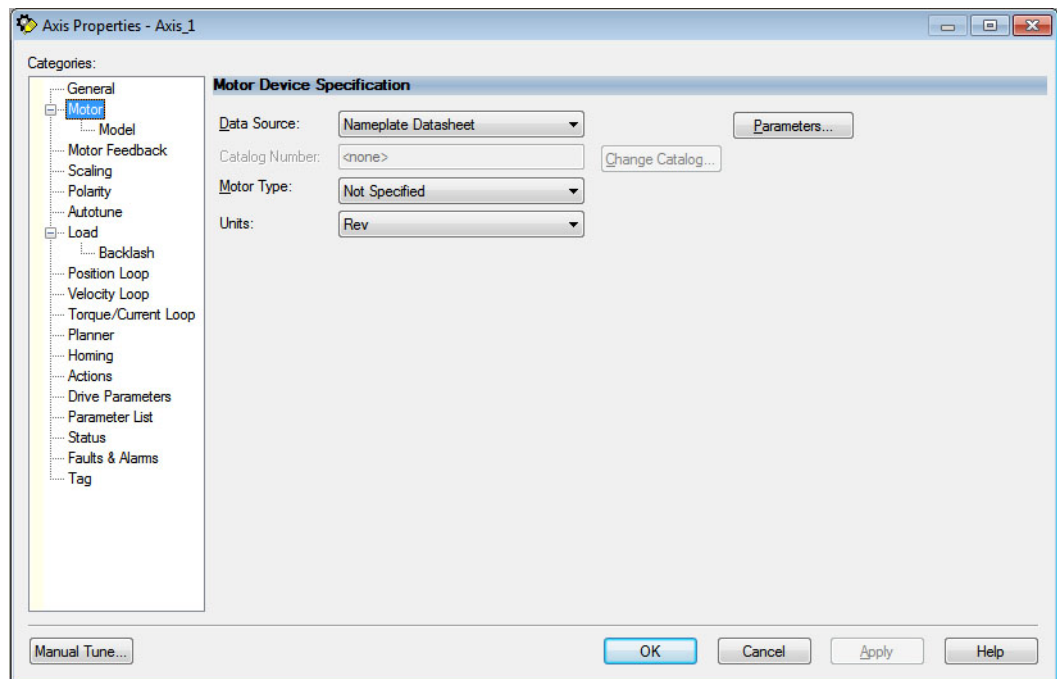 Axis Properties - Axis_1
Categories:
General
Motor
Model
Motor Feedback
Scaling
Polarity
Autotune
Load
Backlash
Position Loop
Velocity Loop
Torque/Current Loop
Planner
Homing
Actions
Drive Parameters
Parameter List
Status
Faults & Alarms
Tag
Motor Device Specification
Data Source: Nameplate Datasheet Parameters...
Catalog Number: <none> Change Catalog...
Motor Type: Not Specified
Units: Rev
Manual Tune... OK Cancel Apply Help